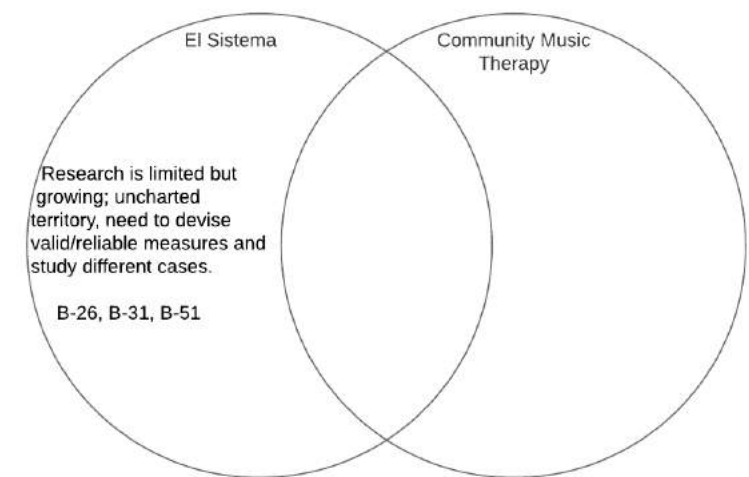 El Sistema
Community Music
Therapy
Research is limited but
growing; uncharted
territory, need to devise
valid/reliable measures and
study different cases.
B-26, B-31, B-51